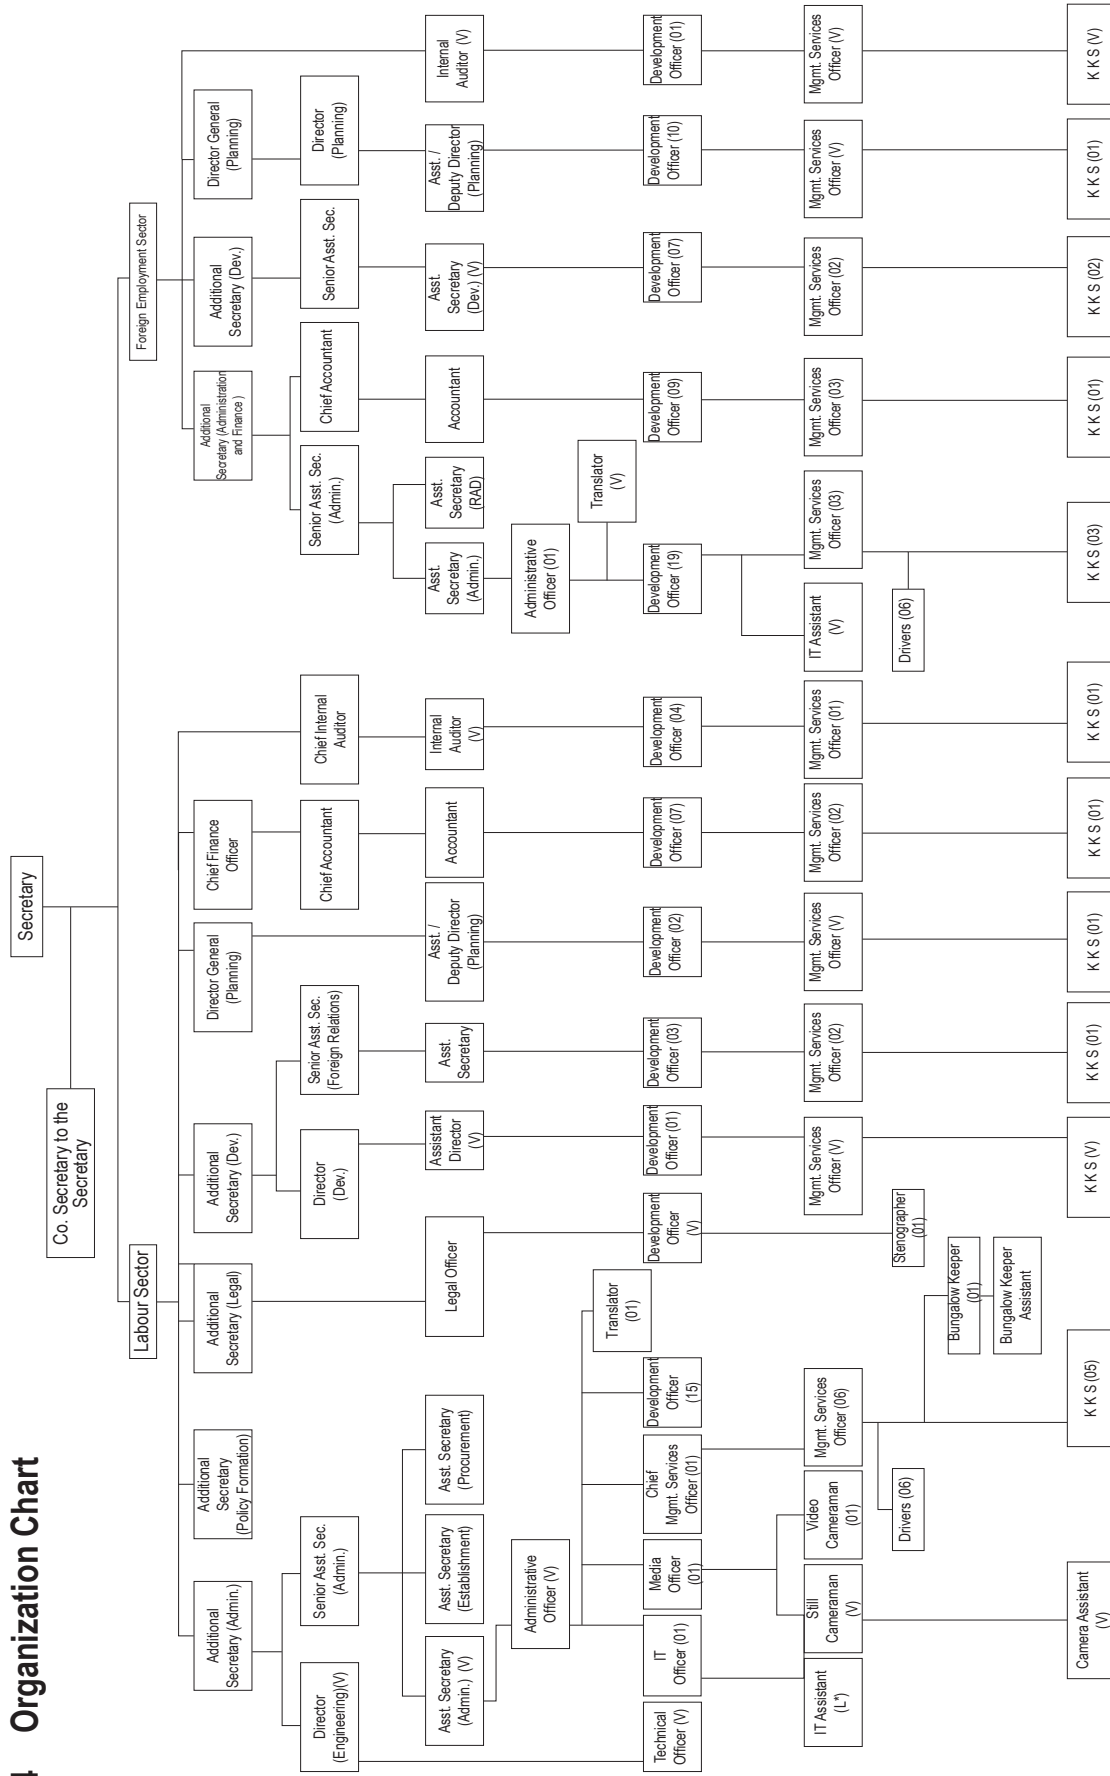 4 Organization Chart
Secretary
Co. Secretary to the
Secretary
Labour Sector
Foreign Employment Sector
Additional
Secretary (Admin.)
Additional
Secretary
(Policy Formation)
Additional
Secretary (Legal)
Additional
Secretary (Dev.)
Director General
(Planning)
Chief Finance
Officer
Additional
Secretary (Administration
and Finance )
Additional
Secretary (Dev.)
Director General
(Planning)
Director
(Engineering)(V)
Senior Asst. Sec.
(Admin.)
Director
(Dev.)
Senior Asst. Sec.
(Foreign Relations)
Chief Accountant
Chief Internal
Auditor
Senior Asst. Sec.
(Admin.)
Chief Accountant
Senior Asst. Sec.
Director
(Planning)
Asst. Secretary
(Admin.) (V)
Asst. Secretary
(Establishment)
Asst. Secretary
(Procurement)
Legal Officer
Assistant
Director
(V)
Asst.
Secretary
Asst. /
Deputy Director
(Planning)
Accountant
Internal
Auditor
(V)
Asst.
Secretary
(Admin.)
Asst.
Secretary
(RAD)
Accountant
Asst.
Secretary
(Dev.) (V)
Asst. /
Deputy Director
(Planning)
Internal
Auditor (V)
Administrative
Officer (V)
Administrative
Officer (01)
Translator
(01)
Translator
(V)
Technical
Officer (V)
IT
Officer (01)
Media
Officer
(01)
Chief
Mgmt. Services
Officer (01)
Development
Officer
(15)
Development
Officer
(V)
Development
Officer (01)
Development
Officer (03)
Development
Officer (02)
Development
Officer (07)
Development
Officer (04)
Development
Officer (19)
Development
Officer (09)
Development
Officer (07)
Development
Officer (10)
Development
Officer (01)
IT Assistant
(L*)
Still
Cameraman
(V)
Video
Cameraman
(01)
Mgmt. Services
Officer (06)
Mgmt. Services
Officer (V)
Mgmt. Services
Officer (02)
Mgmt. Services
Officer (V)
Mgmt. Services
Officer (02)
Mgmt. Services
Officer (01)
IT Assistant
(V)
Mgmt. Services
Officer (03)
Mgmt. Services
Officer (03)
Mgmt. Services
Officer (02)
Mgmt. Services
Officer (V)
Mgmt. Services
Officer (V)
Drivers (06)
Stenographer
(01)
Drivers (06)
Bungalow Keeper
(01)
Bungalow Keeper
Assistant
Camera Assistant
(V)
K K S (05)
K K S (V)
K K S (01)
K K S (01)
K K S (01)
K K S (01)
K K S (03)
K K S (01)
K K S (02)
K K S (01)
K K S (V)